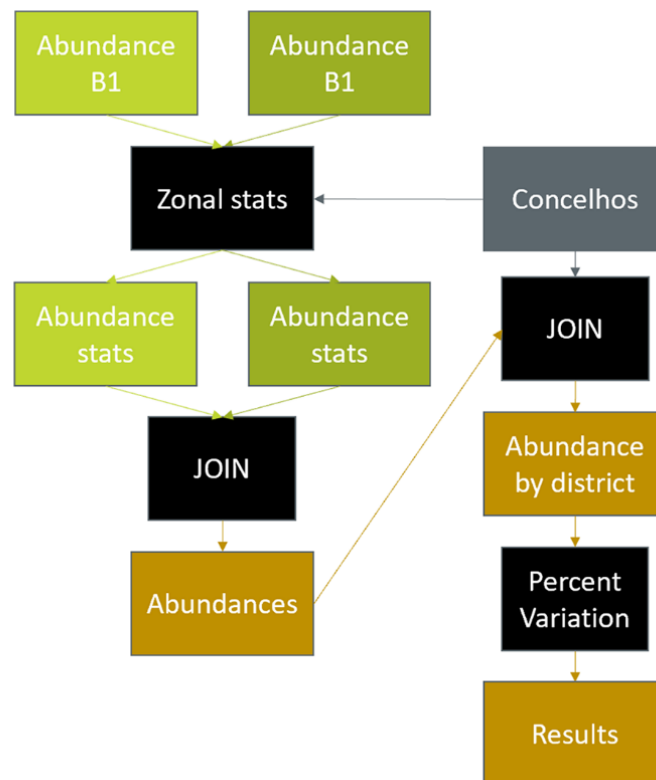 Abundance
B1
Abundance
B1
Zonal stats
Concelhos
Abundance
stats
Abundance
stats
JOIN
JOIN
Abundance
by district
Abundances
Percent
Variation
Results